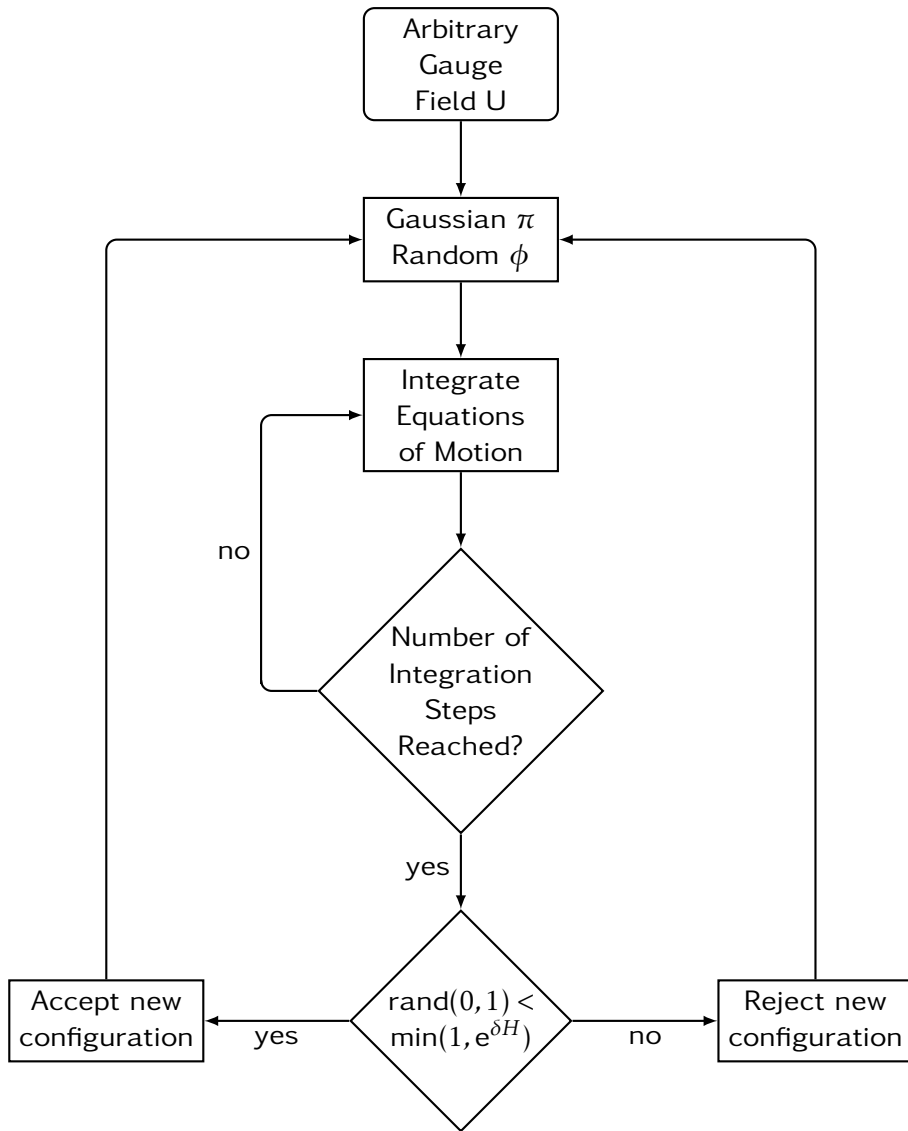 Arbitrary
Gauge
Field U
Gaussian π
Random ϕ
Integrate
Equations
of Motion
no
Number of
Integration
Steps
Reached?
yes
Accept new
configuration
yes
rand(0, 1) <
min(1, e^{δH})
no
Reject new
configuration